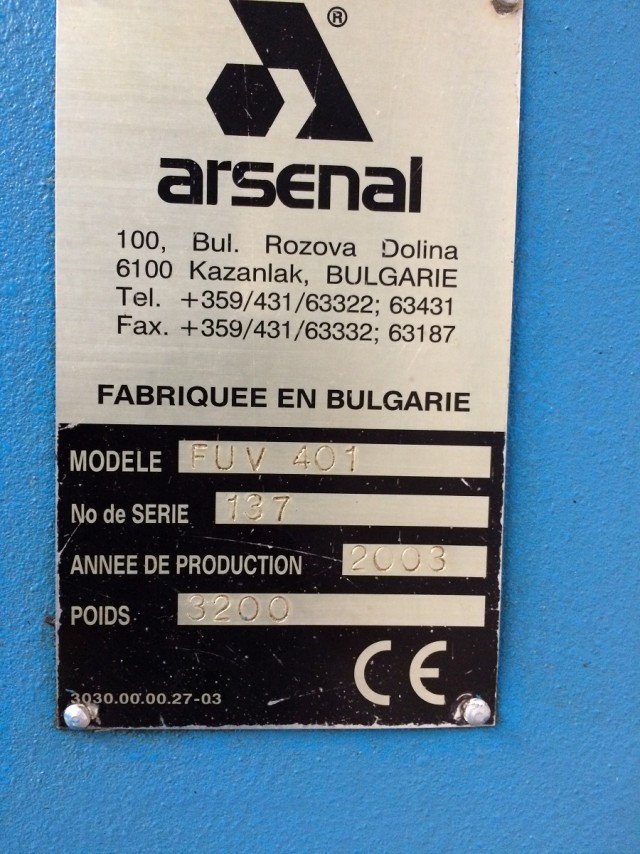 ®
arsenal
100, Bul. Rozova Dolina
6100 Kazanlak, BULGARIE
Tel. +359/431/63322; 63431
Fax. +359/431/63332; 63187
FABRIQUEE EN BULGARIE
MODELE FUV 401
No de SERIE 137
ANNEE DE PRODUCTION 2003
POIDS 3200
CE
3030.00.00.27-03